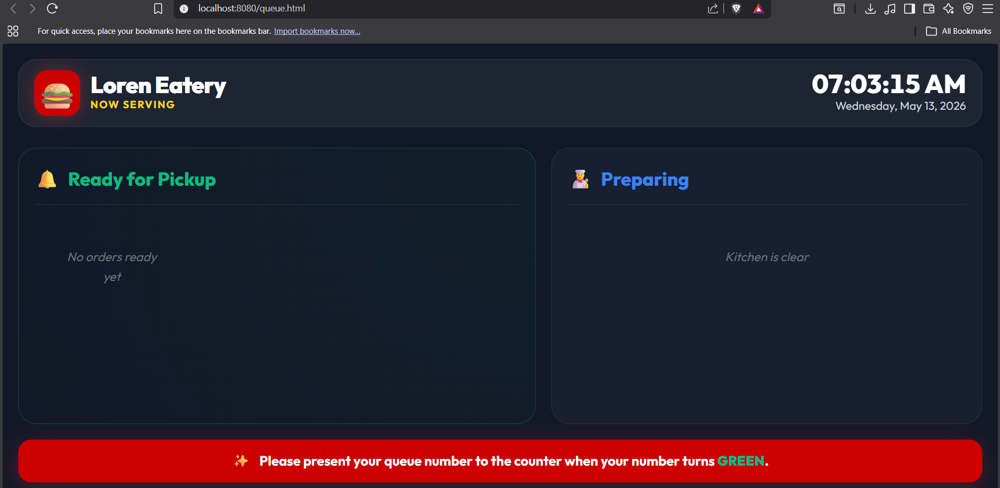 localhost:8080/queue.html
For quick access, place your bookmarks here on the bookmarks bar. Import bookmarks now...
All Bookmarks
Loren Eatery
NOW SERVING
07:03:15 AM
Wednesday, May 13, 2026
Ready for Pickup
No orders ready
yet
Preparing
Kitchen is clear
Please present your queue number to the counter when your number turns GREEN.